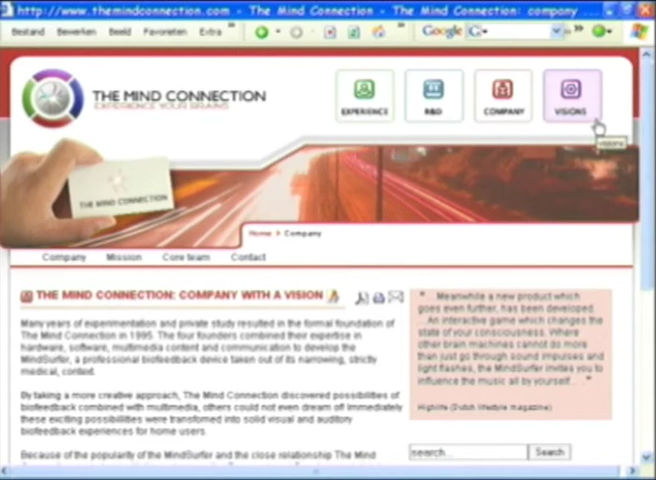 http://www.themindconnection.com - The Mind Connection - The Mind Connection: company ...
Bestand Bewerken Beeld Favorieten Extra
Google
THE MIND CONNECTION
EXPERIENCE YOUR BRAINS
EXPERIENCE R&D COMPANY VISIONS
visions
THE MIND CONNECTION
Home > Company
Company Mission Core team Contact
THE MIND CONNECTION: COMPANY WITH A VISION
Many years of experimentation and private study resulted in the formal foundation of
The Mind Connection in 1995. The four founders combined their expertise in
hardware, software, multimedia content and communication to develop the
MindSurfer, a professional biofeedback device taken out of its narrowing, strictly
medical, context.
By taking a more creative approach, The Mind Connection discovered possibilities of
biofeedback combined with multimedia, others could not even dream of! Immediately
these exciting possibilities were transfomed into solid visual and auditory
biofeedback experiences for home users.
Because of the popularity of the MindSurfer and the close relationship The Mind
" ...Meanwhile a new product which
goes even further, has been developed.
An interactive game which changes the
state of your consciousness. Where
other brain machines cannot do more
than just go through sound impulses and
light flashes, the MindSurfer invites you to
influence the music all by yourself... "
Highlife (Dutch lifestyle magazine)
search... Search